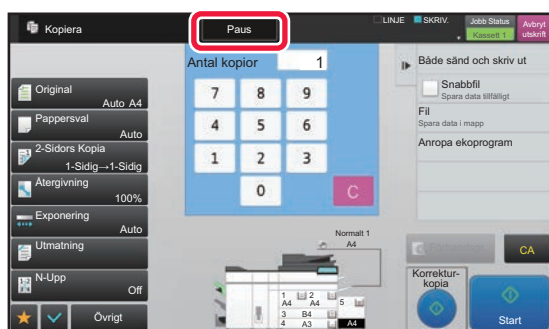 Kopiera
Paus
LINJE
SKRIV.
Jobb Status
Kassett 1
Avbryt
utskrift
Antal kopior
1
Både sänd och skriv ut
Snabbfil
Spara data tillfälligt
Fil
Spara data i mapp
Anropa ekoprogram
Original
Auto A4
Pappersval
Auto
2-Sidors Kopia
1-Sidig→1-Sidig
Återgivning
100%
Exponering
Auto
Utmatning
N-Upp
Off
Övrigt
7 8 9
4 5 6
1 2 3
0 C
Normalt 1
A4
1 2
A4 A4
5
3 B4
4 A3
A4
CA
Korrektur-
kopia
Start